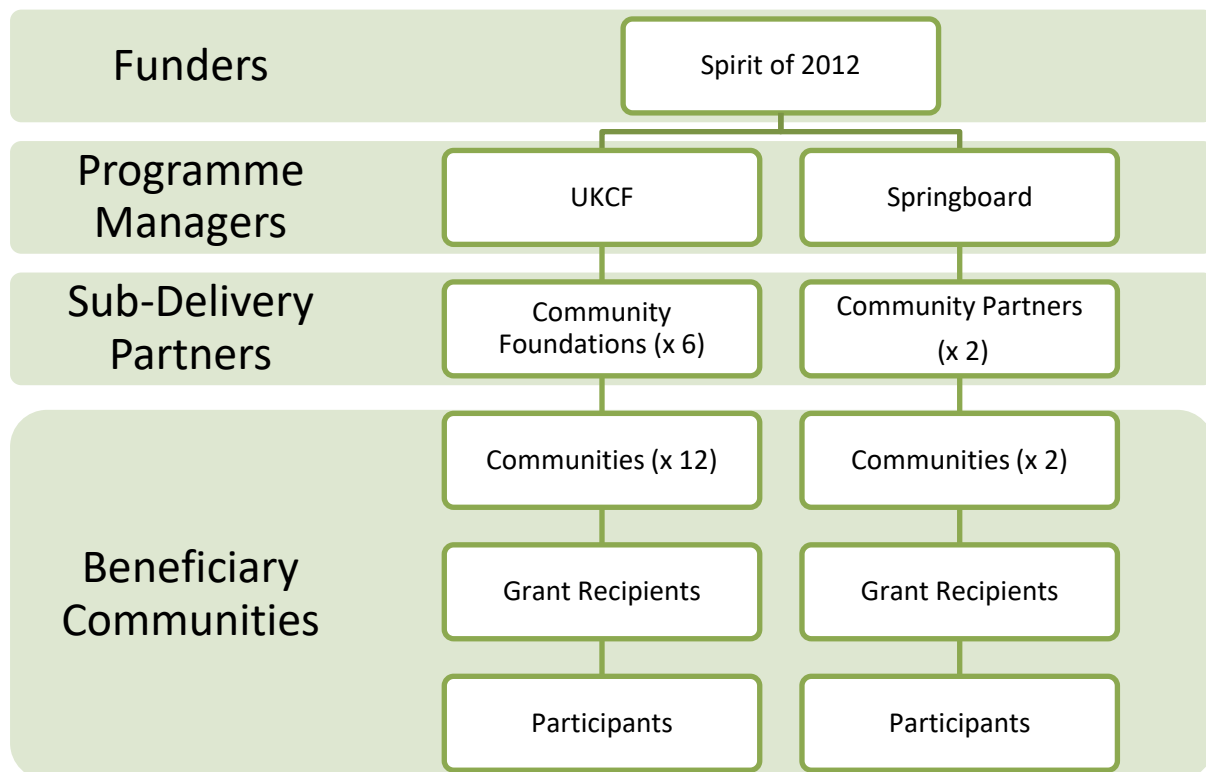 Funders
Spirit of 2012
Programme
Managers
UKCF
Springboard
Sub-Delivery
Partners
Community
Foundations (x 6)
Community Partners
(x 2)
Beneficiary
Communities
Communities (x 12)
Communities (x 2)
Grant Recipients
Grant Recipients
Participants
Participants